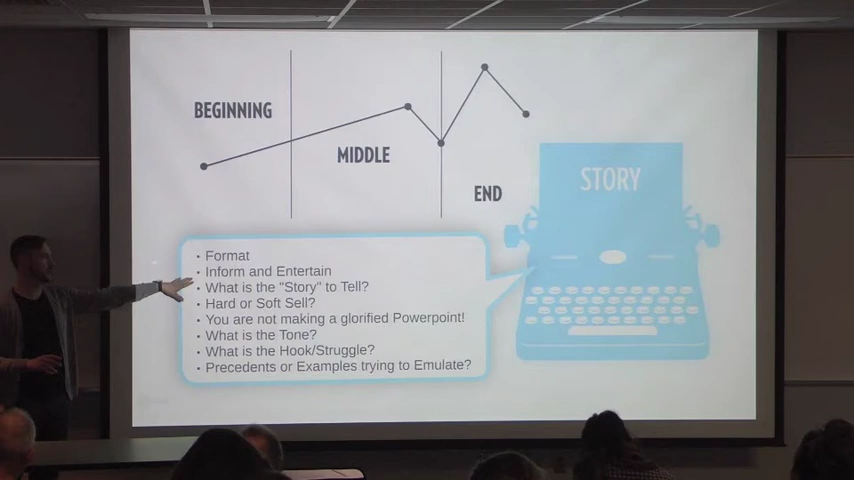 BEGINNING
MIDDLE
END
STORY
• Format
• Inform and Entertain
• What is the "Story" to Tell?
• Hard or Soft Sell?
• You are not making a glorified Powerpoint!
• What is the Tone?
• What is the Hook/Struggle?
• Precedents or Examples trying to Emulate?